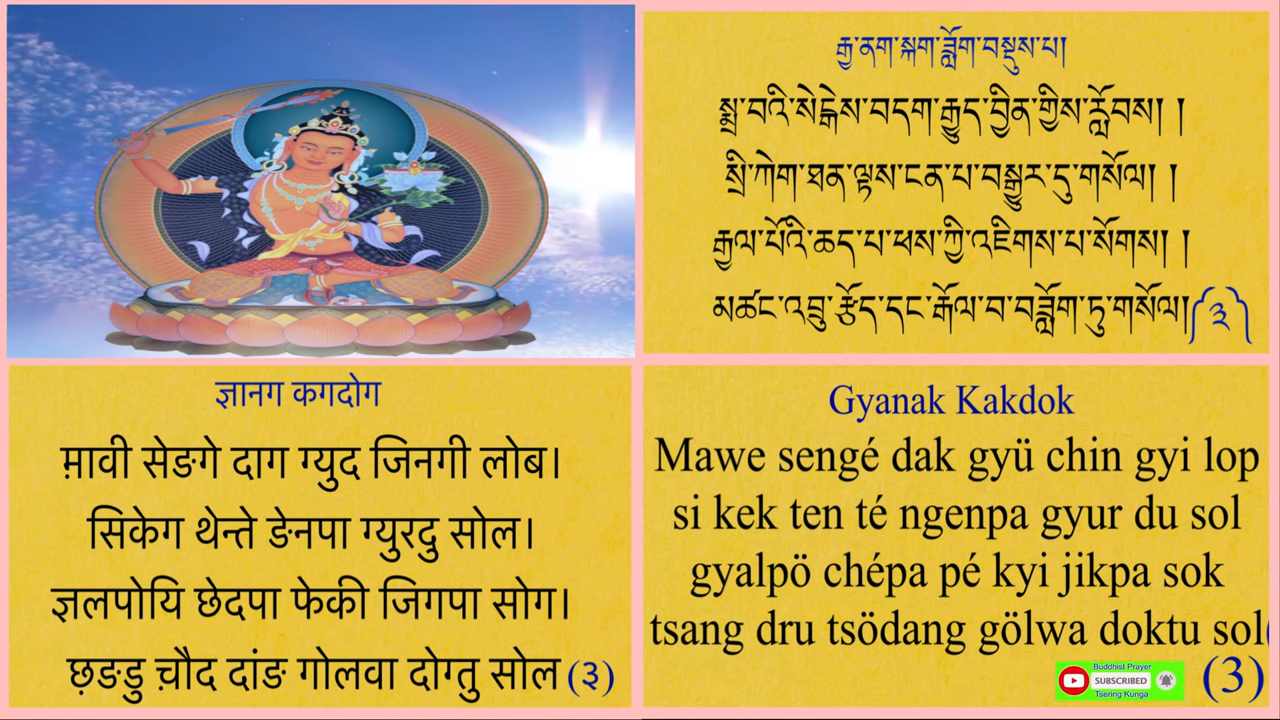 རྒྱ་ནག་སྐག་བཟློག་བསྡུས་པ།
སྨྲ་བའི་སེངྒེས་བདག་རྒྱུད་བྱིན་གྱིས་རློབས། །
སྲི་ཀེག་ཐན་ལྟས་ངན་པ་བསྒྱུར་དུ་གསོལ། །
རྒྱལ་པོའི་ཆད་པ་ཕས་ཀྱི་འཇིགས་པ་སོགས། །
མཚང་འབྲུ་རྩོད་དང་རྒོལ་བ་བཟློག་ཏུ་གསོལ།༼༣༽
ज्ञानग कगदोग
म़ावी सेङगे दाग ग्युद जिनगी लोब।
सिकेग थेन्ते ङेनपा ग्युरदु सोल।
ज्ञलपोयि छेदपा फेकी जिगपा सोग।
छ़ङडु च़ौद दांङ गोलवा दोग्तु सोल (३)
Gyanak Kakdok
Mawe sengé dak gyü chin gyi lop
si kek ten té ngenpa gyur du sol
gyalpö chépa pé kyi jikpa sok
tsang dru tsödang gölwa doktu sol
(3)
Buddhist Prayer
SUBSCRIBED
Tsering Kunga